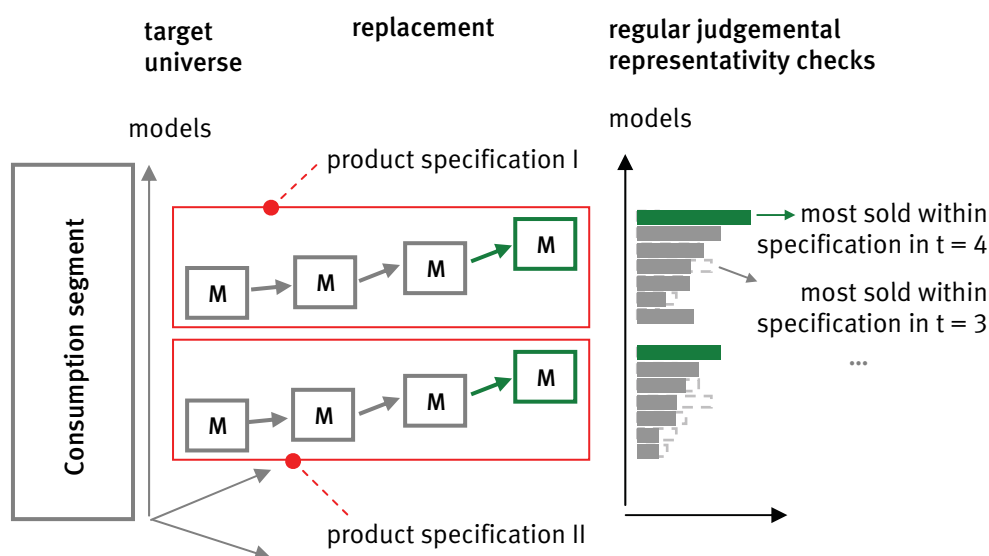 target
universe
replacement
regular judgemental
representativity checks
models
models
product specification I
Consumption segment
M
M
M
M
most sold within
specification in t = 4
most sold within
specification in t = 3
...
M
M
M
M
product specification II